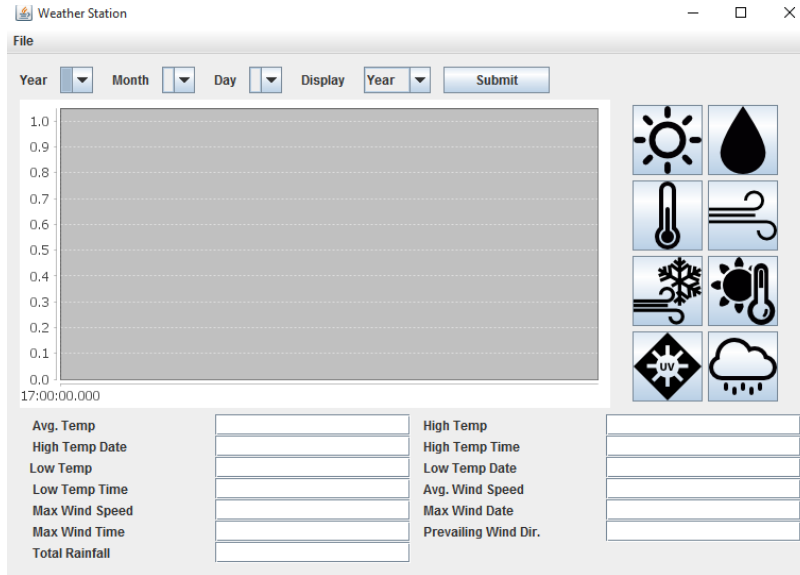 Weather Station
File
Year Month Day Display Year Submit
1.0
0.9
0.8
0.7
0.6
0.5
0.4
0.3
0.2
0.1
0.0
17:00:00.000
UV
Avg. Temp High Temp
High Temp Date High Temp Time
Low Temp Low Temp Date
Low Temp Time Avg. Wind Speed
Max Wind Speed Max Wind Date
Max Wind Time Prevailing Wind Dir.
Total Rainfall